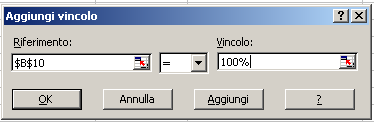 Aggiungi vincolo
Riferimento: Vincolo:
$B$10 = 100%
OK Annulla Aggiungi ?